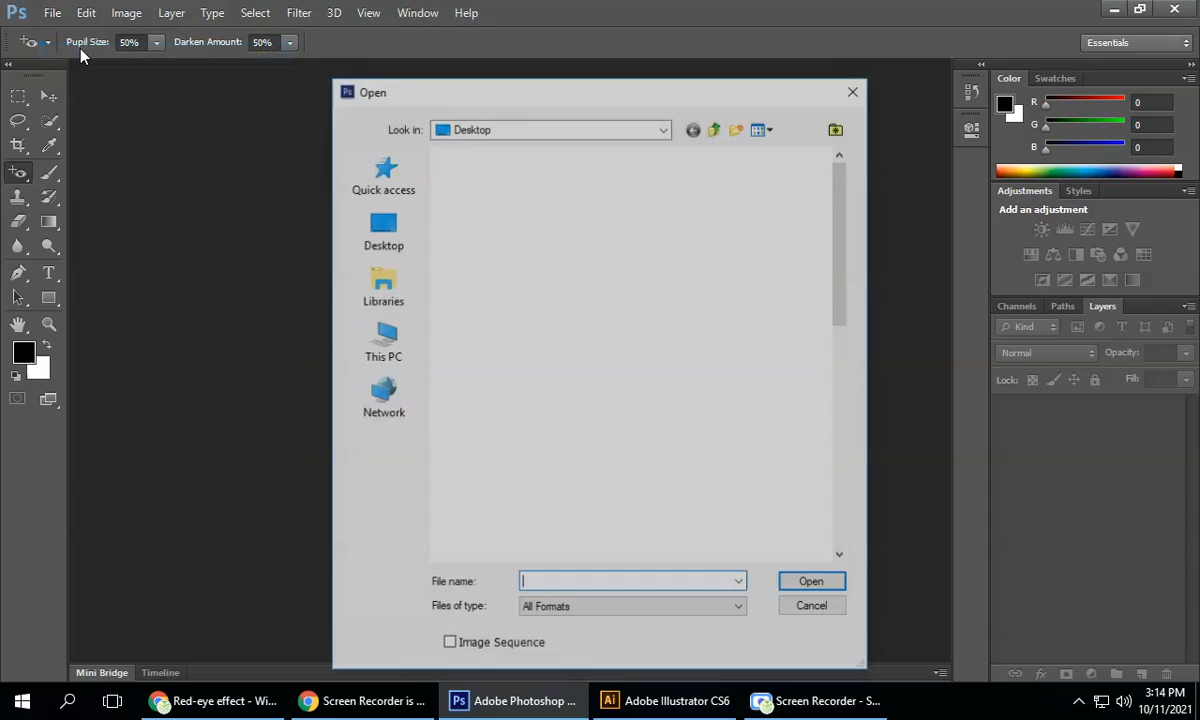 Ps File Edit Image Layer Type Select Filter 3D View Window Help
Pupil Size: 50% Darken Amount: 50% Essentials
Ps Open
Look in: Desktop
Quick access
Desktop
Libraries
This PC
Network
File name:
Open
Files of type: All Formats
Cancel
Image Sequence
Color Swatches
R 0
G 0
B 0
Adjustments Styles
Add an adjustment
Channels Paths Layers
Kind
Normal Opacity:
Lock: Fill:
Mini Bridge Timeline
Red-eye effect - Wi...
Screen Recorder is ...
Ps Adobe Photoshop ...
Ai Adobe Illustrator CS6
Screen Recorder - S...
3:14 PM
10/11/2021